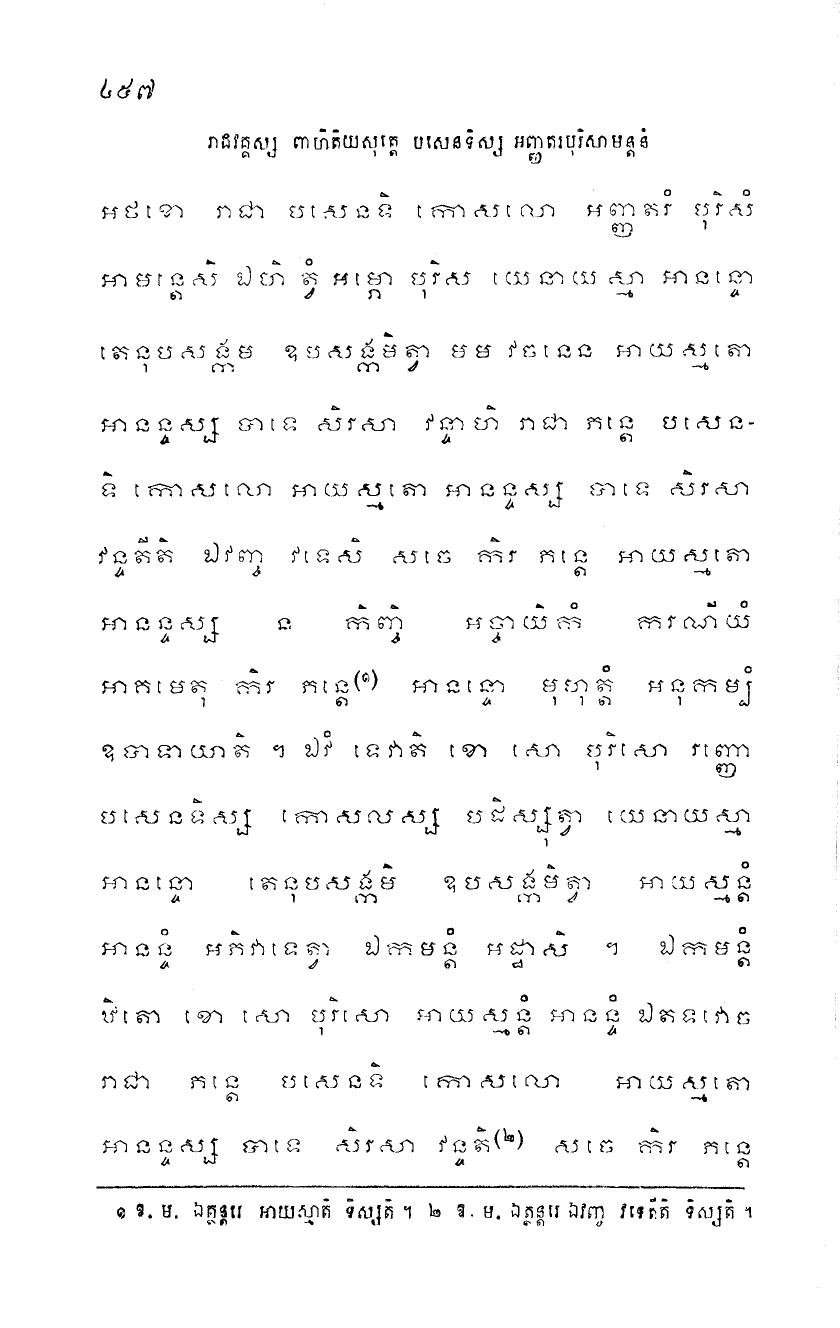 ៤៥៧
រាជវគ្គស្ស ពាហិតិយសុត្តេ បសេនទិស្ស អញ្ញតរបុរិសាមន្តនំ
អថខោ រាជា បសេនទិ កោសលោ អញ្ញតរំ បុរិសំ
អាមន្តេសិ ឯហិ ត្វំ អម្ភោ បុរិស យេនាយស្មា អានន្ទោ
តេនុបសង្កម ឧបសង្កមិត្វា មម វចនេន អាយស្មតោ
អានន្ទស្ស បាទេ សិរសា វន្ទាហិ រាជា ភន្តេ បសេន-
ទិ កោសលោ អាយស្មតោ អានន្ទស្ស បាទេ សិរសា
វន្ទតីតិ ឯវញ្ច វទេសិ សចេ កិរ ភន្តេ អាយស្មតោ
អានន្ទស្ស ន កិញ្ចិ អច្ចាយិកំ ករណីយំ
អាគមេតុ កិរ ភន្តេ(១) អានន្ទោ មុហុត្តំ អនុកម្បំ
ឧបាទាយាតិ ។ ឯវំ ទេវាតិ ខោ សោ បុរិសោ រញ្ញោ
បសេនទិស្ស កោសលស្ស បដិស្សុត្វា យេនាយស្មា
អានន្ទោ តេនុបសង្កមិ ឧបសង្កមិត្វា អាយស្មន្តំ
អានន្ទំ អភិវាទេត្វា ឯកមន្តំ អដ្ឋាសិ ។ ឯកមន្តំ
ឋិតោ ខោ សោ បុរិសោ អាយស្មន្តំ អានន្ទំ ឯតទវោច
រាជា ភន្តេ បសេនទិ កោសលោ អាយស្មតោ
អានន្ទស្ស បាទេ សិរសា វន្ទតិ(២) សចេ កិរ ភន្តេ
១ ឱ. ម. ឯត្ថន្តរេ អាយស្មាតិ ទិស្សតិ ។ ២ ឱ. ម. ឯត្ថន្តរេ ឯវញ្ច វទេតីតិ ទិស្សតិ ។